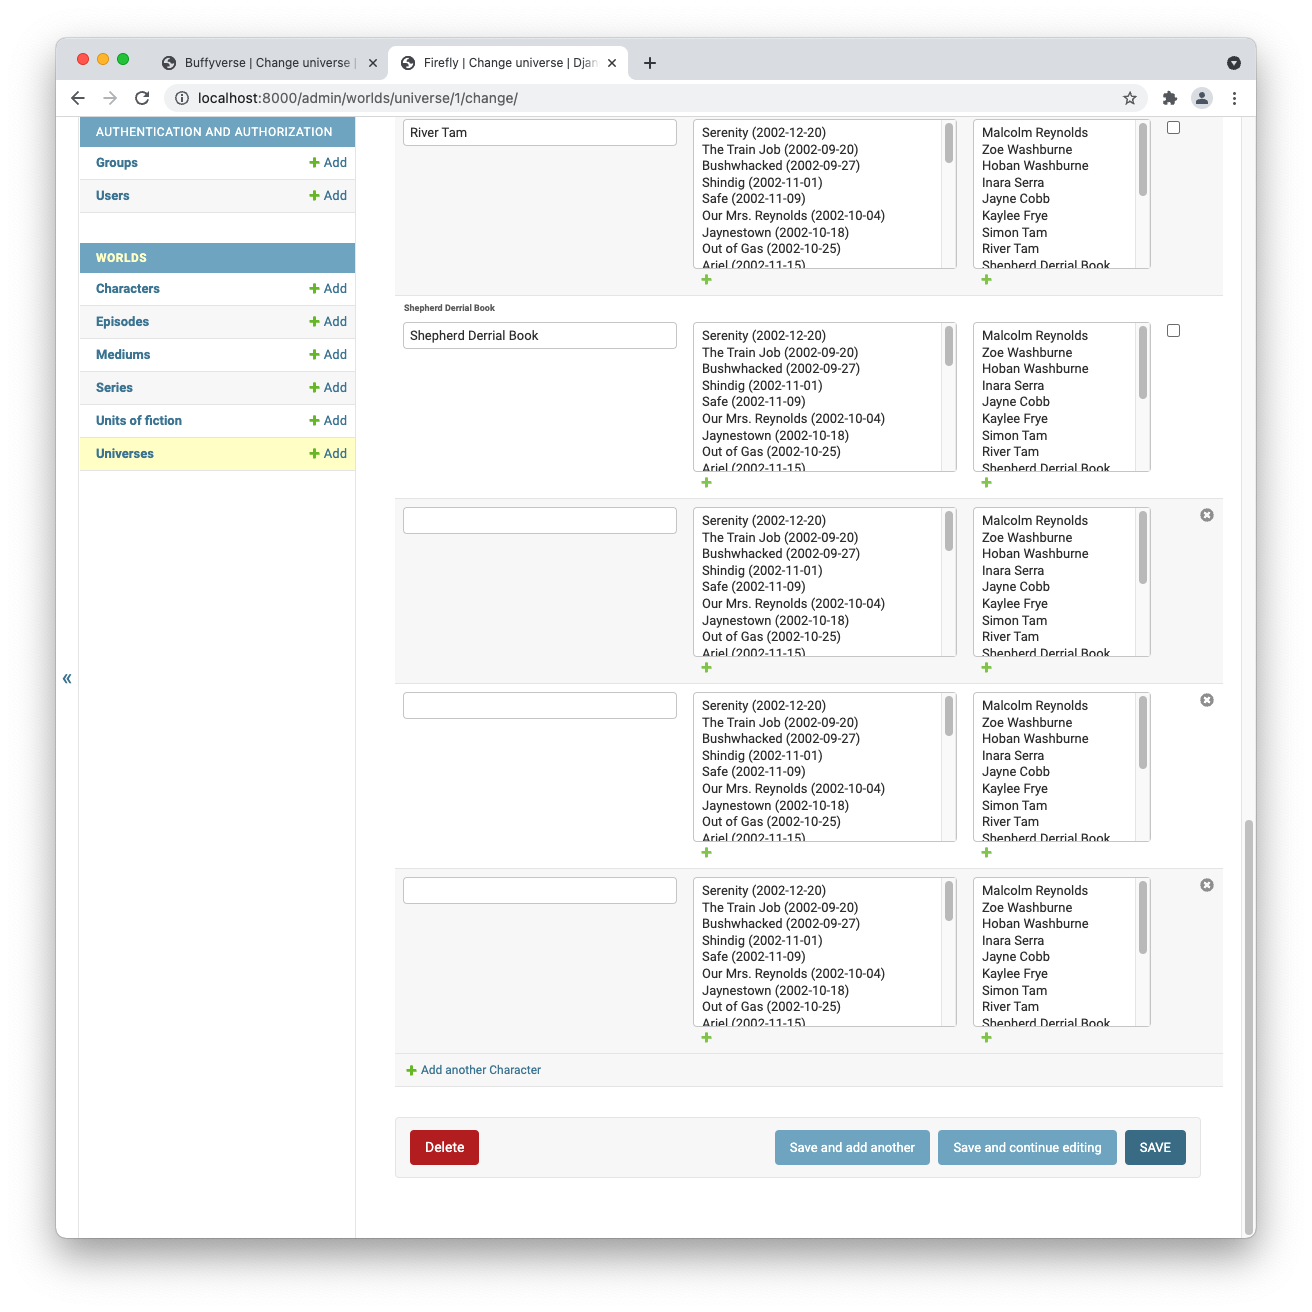 Buffyverse | Change universe |
Firefly | Change universe | Djan
localhost:8000/admin/worlds/universe/1/change/
AUTHENTICATION AND AUTHORIZATION
Groups
Add
Users
Add
WORLDS
Characters
Add
Episodes
Add
Mediums
Add
Series
Add
Units of fiction
Add
Universes
Add
«
River Tam
Serenity (2002-12-20)
The Train Job (2002-09-20)
Bushwhacked (2002-09-27)
Shindig (2002-11-01)
Safe (2002-11-09)
Our Mrs. Reynolds (2002-10-04)
Jaynestown (2002-10-18)
Out of Gas (2002-10-25)
Ariel (2002-11-15)
Malcolm Reynolds
Zoe Washburne
Hoban Washburne
Inara Serra
Jayne Cobb
Kaylee Frye
Simon Tam
River Tam
Shepherd Derrial Book
Shepherd Derrial Book
Shepherd Derrial Book
Serenity (2002-12-20)
The Train Job (2002-09-20)
Bushwhacked (2002-09-27)
Shindig (2002-11-01)
Safe (2002-11-09)
Our Mrs. Reynolds (2002-10-04)
Jaynestown (2002-10-18)
Out of Gas (2002-10-25)
Ariel (2002-11-15)
Malcolm Reynolds
Zoe Washburne
Hoban Washburne
Inara Serra
Jayne Cobb
Kaylee Frye
Simon Tam
River Tam
Shepherd Derrial Book
Serenity (2002-12-20)
The Train Job (2002-09-20)
Bushwhacked (2002-09-27)
Shindig (2002-11-01)
Safe (2002-11-09)
Our Mrs. Reynolds (2002-10-04)
Jaynestown (2002-10-18)
Out of Gas (2002-10-25)
Ariel (2002-11-15)
Malcolm Reynolds
Zoe Washburne
Hoban Washburne
Inara Serra
Jayne Cobb
Kaylee Frye
Simon Tam
River Tam
Shepherd Derrial Book
Serenity (2002-12-20)
The Train Job (2002-09-20)
Bushwhacked (2002-09-27)
Shindig (2002-11-01)
Safe (2002-11-09)
Our Mrs. Reynolds (2002-10-04)
Jaynestown (2002-10-18)
Out of Gas (2002-10-25)
Ariel (2002-11-15)
Malcolm Reynolds
Zoe Washburne
Hoban Washburne
Inara Serra
Jayne Cobb
Kaylee Frye
Simon Tam
River Tam
Shepherd Derrial Book
Serenity (2002-12-20)
The Train Job (2002-09-20)
Bushwhacked (2002-09-27)
Shindig (2002-11-01)
Safe (2002-11-09)
Our Mrs. Reynolds (2002-10-04)
Jaynestown (2002-10-18)
Out of Gas (2002-10-25)
Ariel (2002-11-15)
Malcolm Reynolds
Zoe Washburne
Hoban Washburne
Inara Serra
Jayne Cobb
Kaylee Frye
Simon Tam
River Tam
Shepherd Derrial Book
Add another Character
Delete
Save and add another
Save and continue editing
SAVE